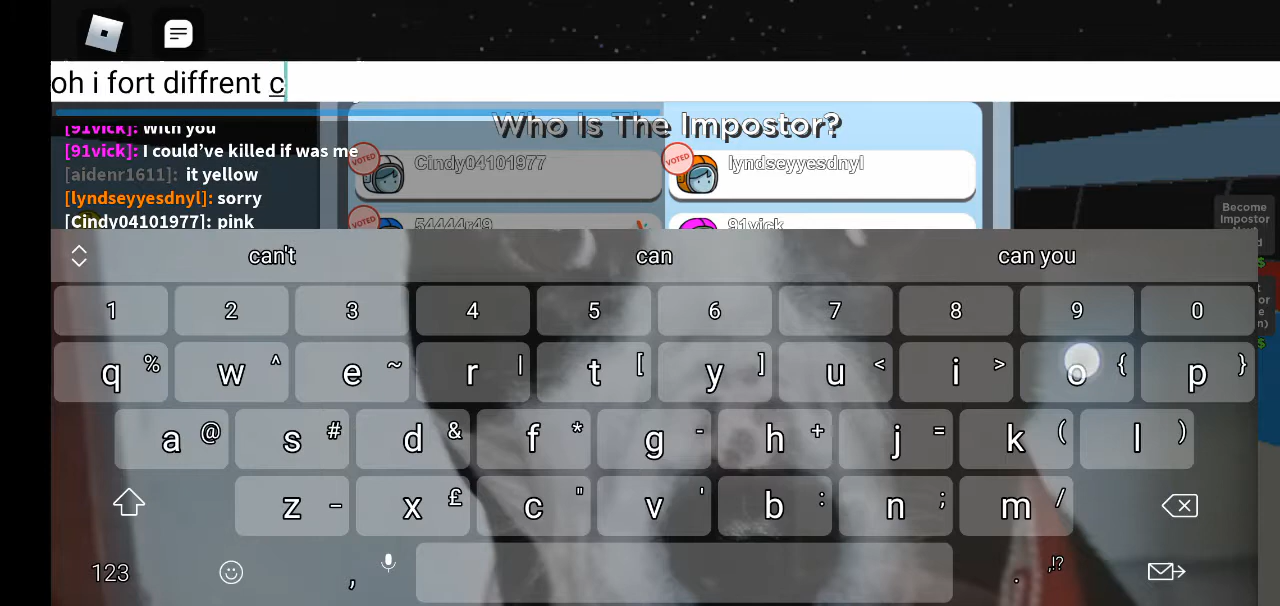 oh i fort diffrent c
Who Is The Impostor?
[91vick]: With you
[91vick]: I could've killed if was me
[aidenr1611]: it yellow
[lyndseyyesdnyl]: sorry
[Cindy04101977]: pink
VOTED
Cindy04101977
VOTED
lyndseyyesdnyl
VOTED
54444r49
91vick
Become
Impostor
$
$
can't can can you
1 2 3 4 5 6 7 8 9 0
q % w ^ e ~ r | t [ y ] u < i > o { p }
a @ s # d & f * g - h + j = k ( l )
z – x £ c " v ' b : n ; m /
123 , . ,!?